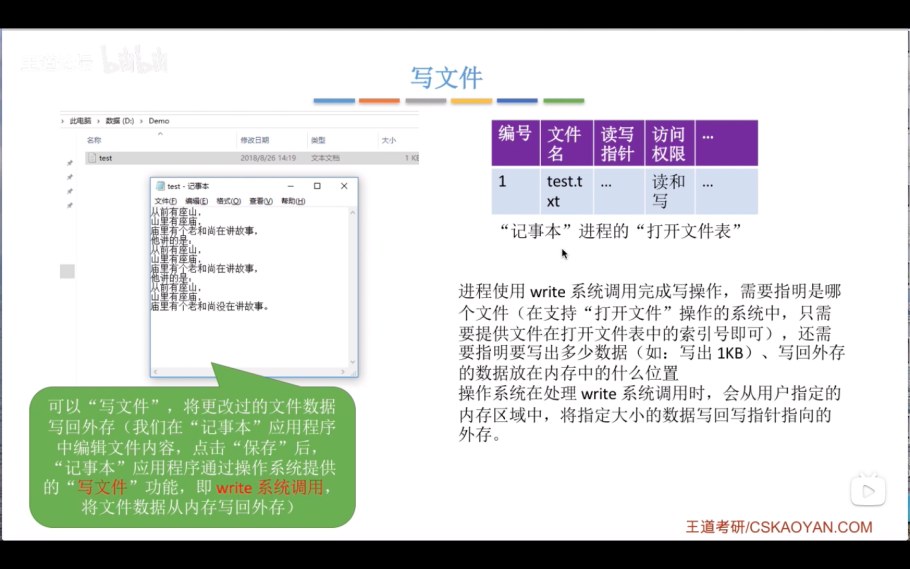 写文件
› 此电脑 › 数据 (D:) › Demo
名称 修改日期 类型 大小
test 2018/8/26 14:19 文本文档 1 KB
test - 记事本
文件(F) 编辑(E) 格式(O) 查看(V) 帮助(H)
从前有座山，
山里有座庙，
庙里有个老和尚在讲故事，
他讲的是：
从前有座山，
山里有座庙，
庙里有个老和尚在讲故事，
他讲的是：
从前有座山，
山里有座庙，
庙里有个老和尚没在讲故事。
可以“写文件”，将更改过的文件数据
写回外存（我们在“记事本”应用程序
中编辑文件内容，点击“保存”后，
“记事本”应用程序通过操作系统提供
的“写文件”功能，即 write 系统调用，
将文件数据从内存写回外存）
编号 文件名 读写指针 访问权限 ...
1 test.txt ... 读和写 ...
“记事本”进程的“打开文件表”
进程使用 write 系统调用完成写操作，需要指明是哪
个文件（在支持“打开文件”操作的系统中，只需
要提供文件在打开文件表中的索引号即可），还需
要指明要写出多少数据（如：写出 1KB）、写回外存
的数据放在内存中的什么位置
操作系统在处理 write 系统调用时，会从用户指定的
内存区域中，将指定大小的数据写回写指针指向的
外存。
王道考研/CSKAOYAN.COM